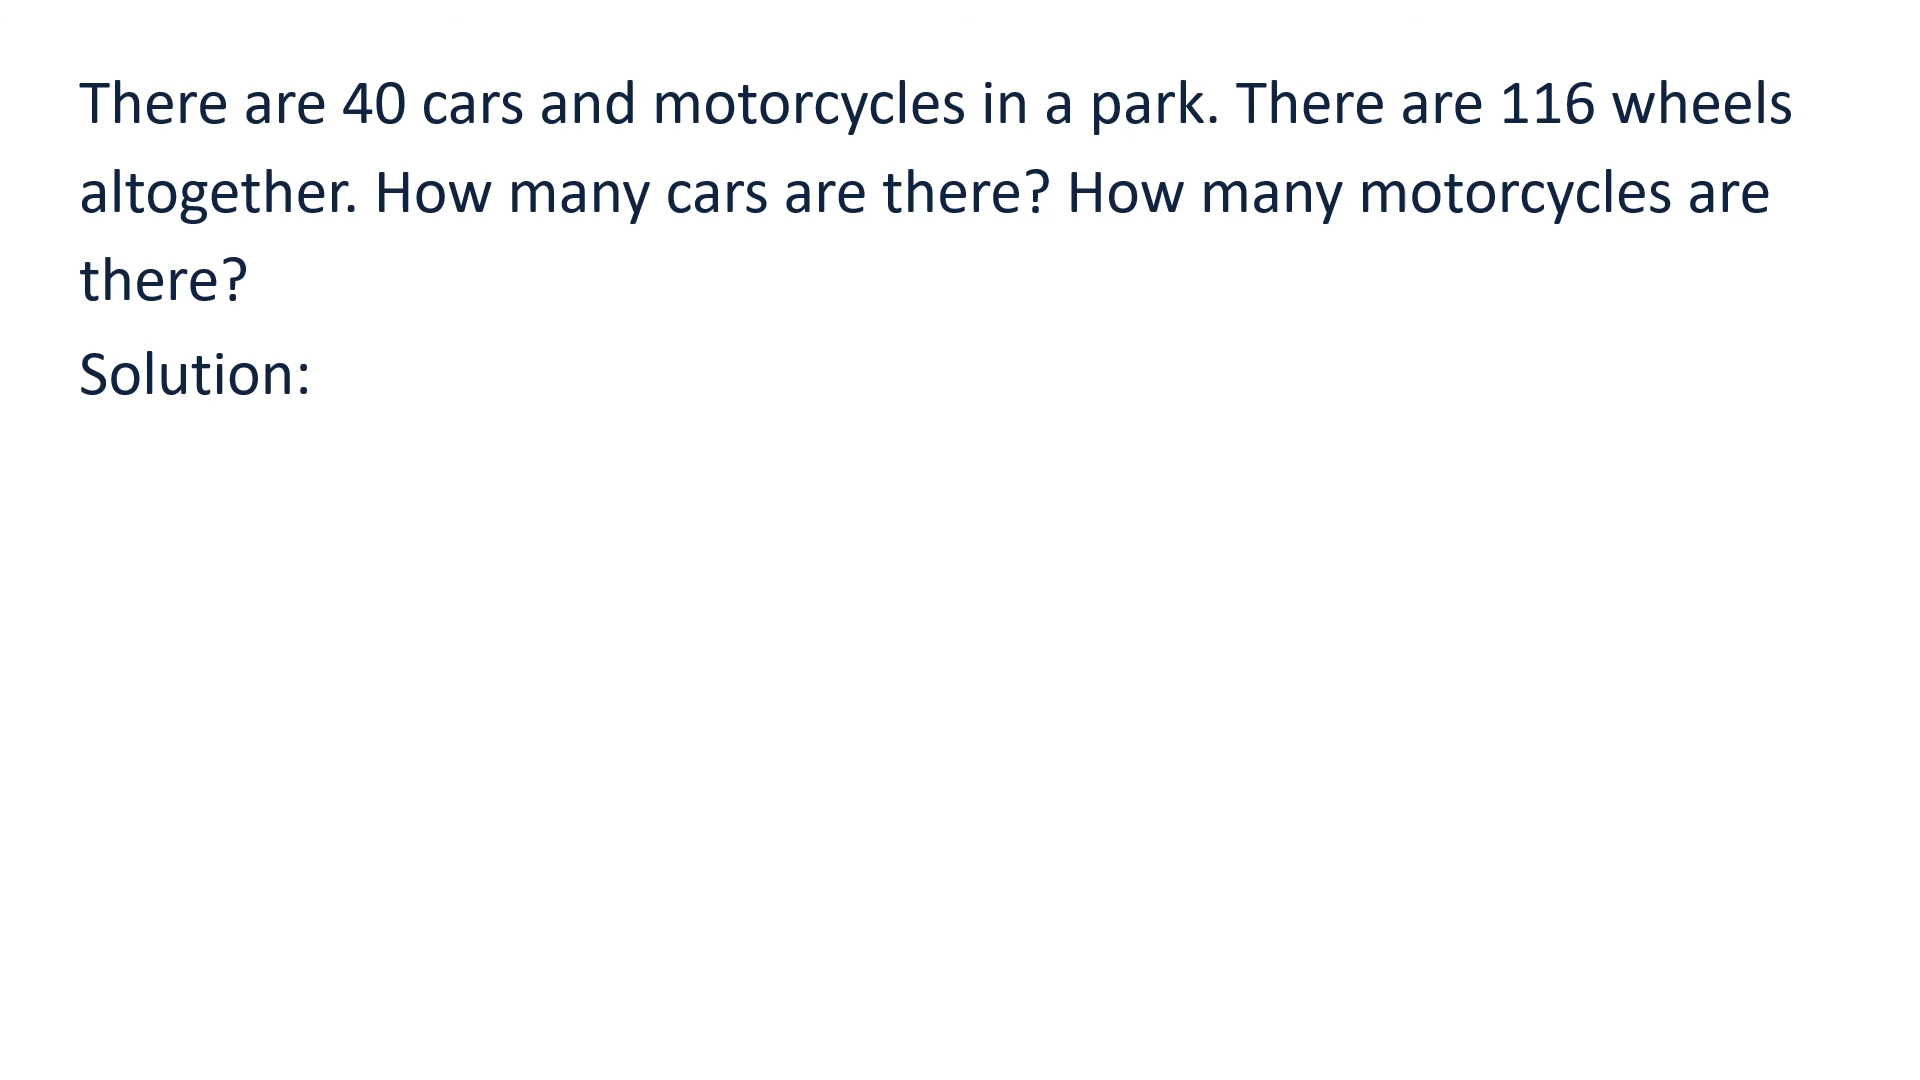 There are 40 cars and motorcycles in a park. There are 116 wheels
altogether. How many cars are there? How many motorcycles are
there?
Solution: